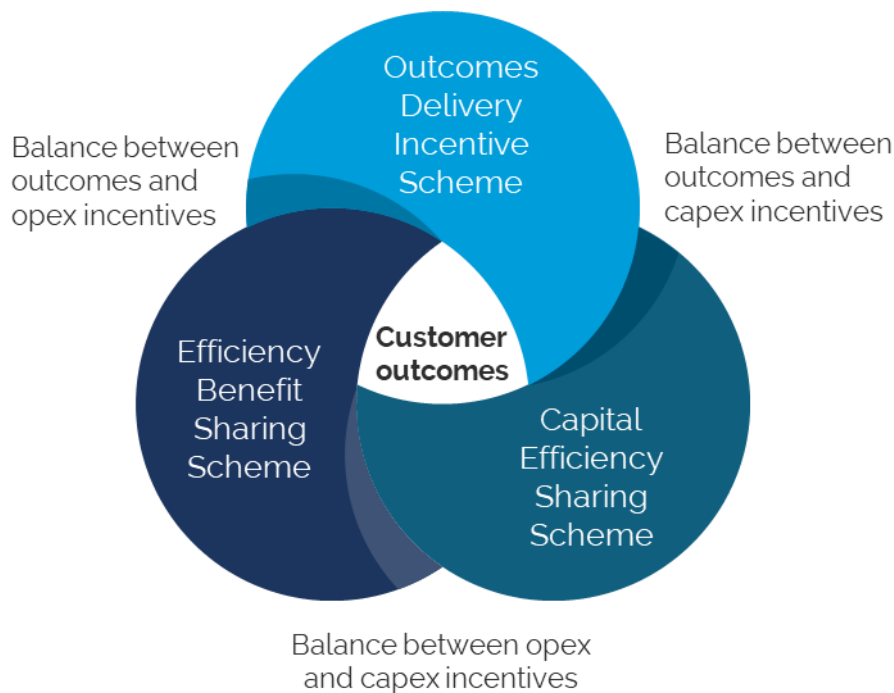 Outcomes
Delivery
Incentive
Scheme
Balance between
outcomes and
opex incentives
Balance between
outcomes and
capex incentives
Customer
outcomes
Efficiency
Benefit
Sharing
Scheme
Capital
Efficiency
Sharing
Scheme
Balance between opex
and capex incentives